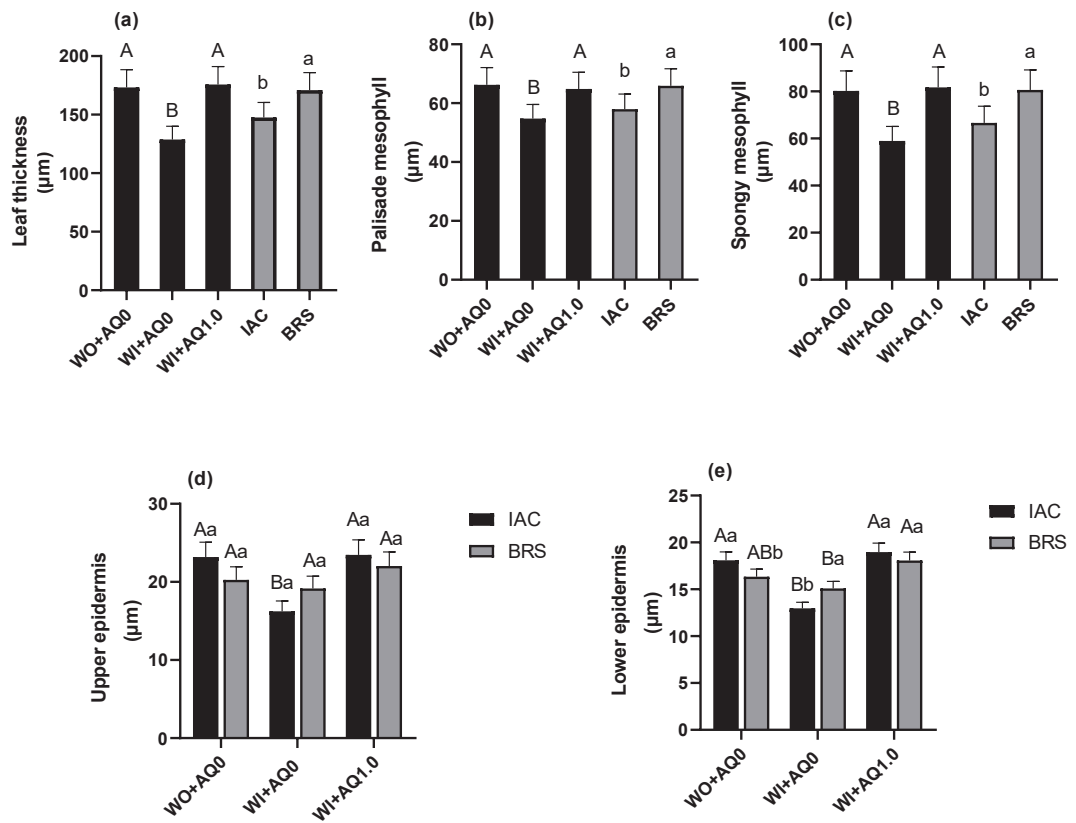 (a)
200
150
100
50
0
Leaf thickness
(µm)
A
B
A
b
a
WO+AQ0
WI+AQ0
WI+AQ1.0
IAC
BRS
(b)
80
60
40
20
0
Palisade mesophyll
(µm)
A
B
A
b
a
WO+AQ0
WI+AQ0
WI+AQ1.0
IAC
BRS
(c)
100
80
60
40
20
0
Spongy mesophyll
(µm)
A
B
A
b
a
WO+AQ0
WI+AQ0
WI+AQ1.0
IAC
BRS
(d)
30
20
10
0
Upper epidermis
(µm)
Aa
Aa
Ba
Aa
Aa
Aa
WO+AQ0
WI+AQ0
WI+AQ1.0
IAC
BRS
(e)
25
20
15
10
5
0
Lower epidermis
(µm)
Aa
ABb
Bb
Ba
Aa
Aa
WO+AQ0
WI+AQ0
WI+AQ1.0
IAC
BRS